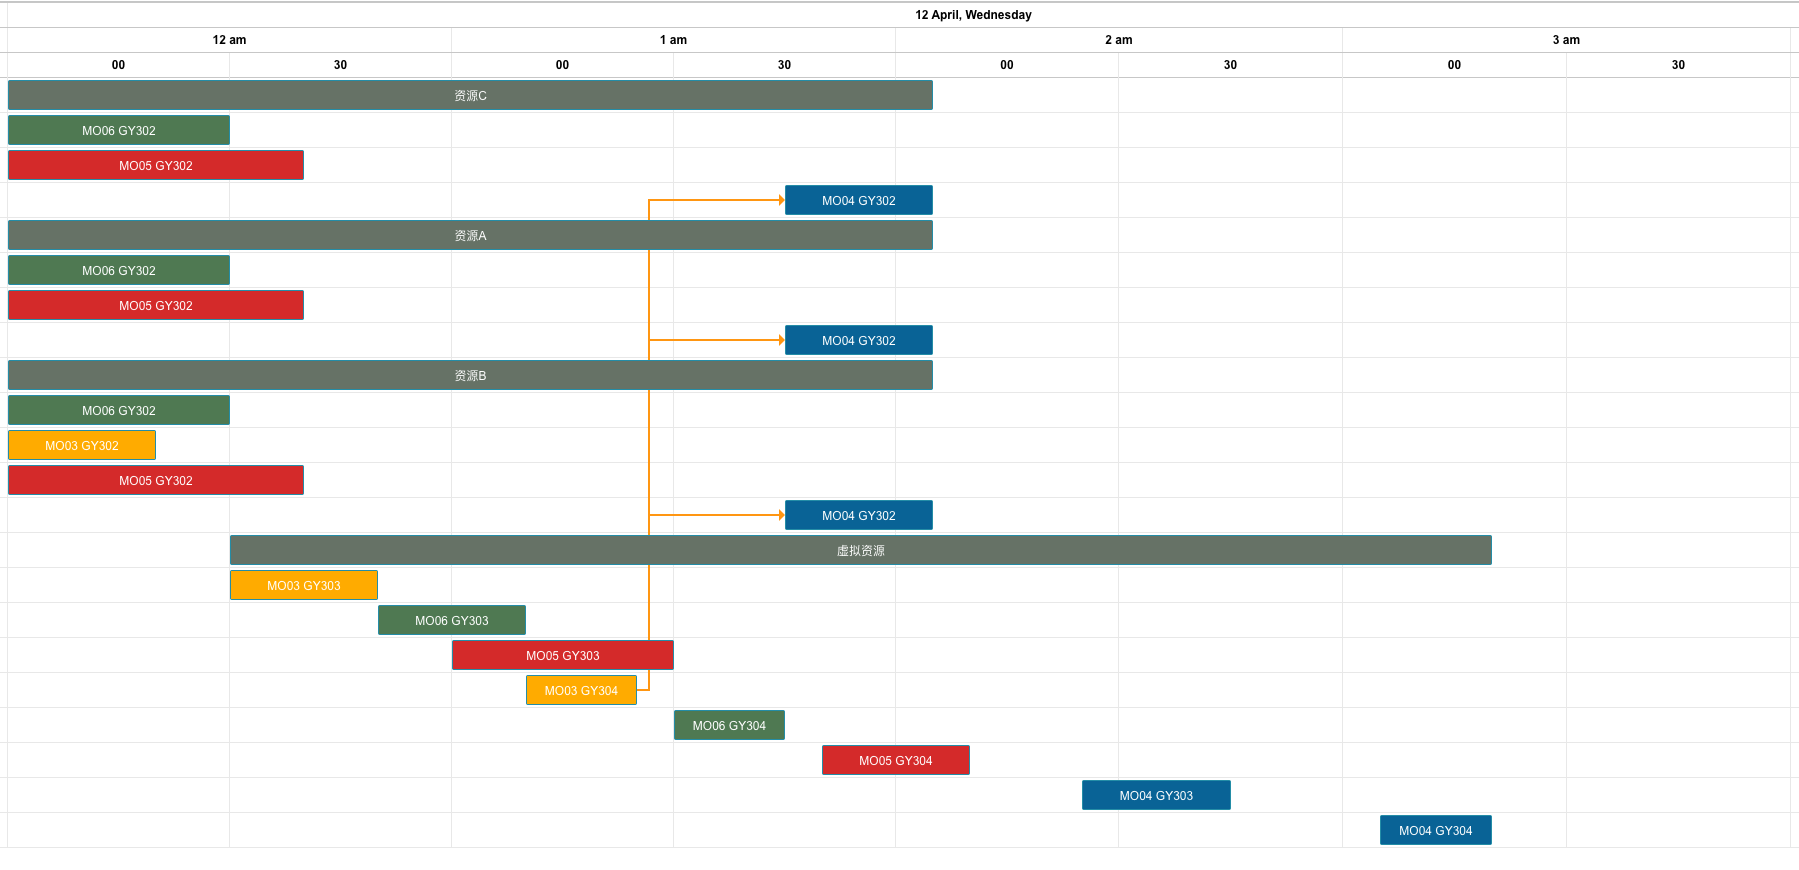 12 April, Wednesday
12 am 1 am 2 am 3 am
00 30 00 30 00 30 00 30
资源C
MO06 GY302
MO05 GY302
MO04 GY302
资源A
MO06 GY302
MO05 GY302
MO04 GY302
资源B
MO06 GY302
MO03 GY302
MO05 GY302
MO04 GY302
虚拟资源
MO03 GY303
MO06 GY303
MO05 GY303
MO03 GY304
MO06 GY304
MO05 GY304
MO04 GY303
MO04 GY304